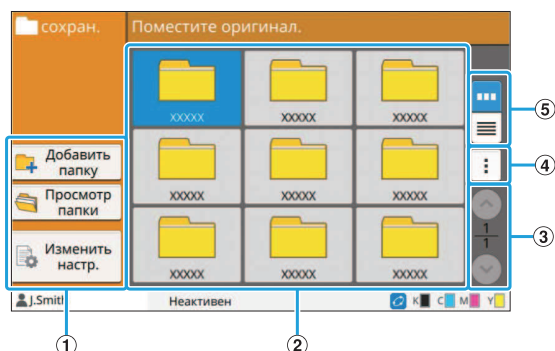 сохран.
Поместите оригинал.
xxxxx xxxxx xxxxx
xxxxx xxxxx xxxxx
xxxxx xxxxx xxxxx
Добавить
папку
Просмотр
папки
Изменить
настр.
5
4
1
1
3
J.Smith
Неактивен
K C M Y
1
2